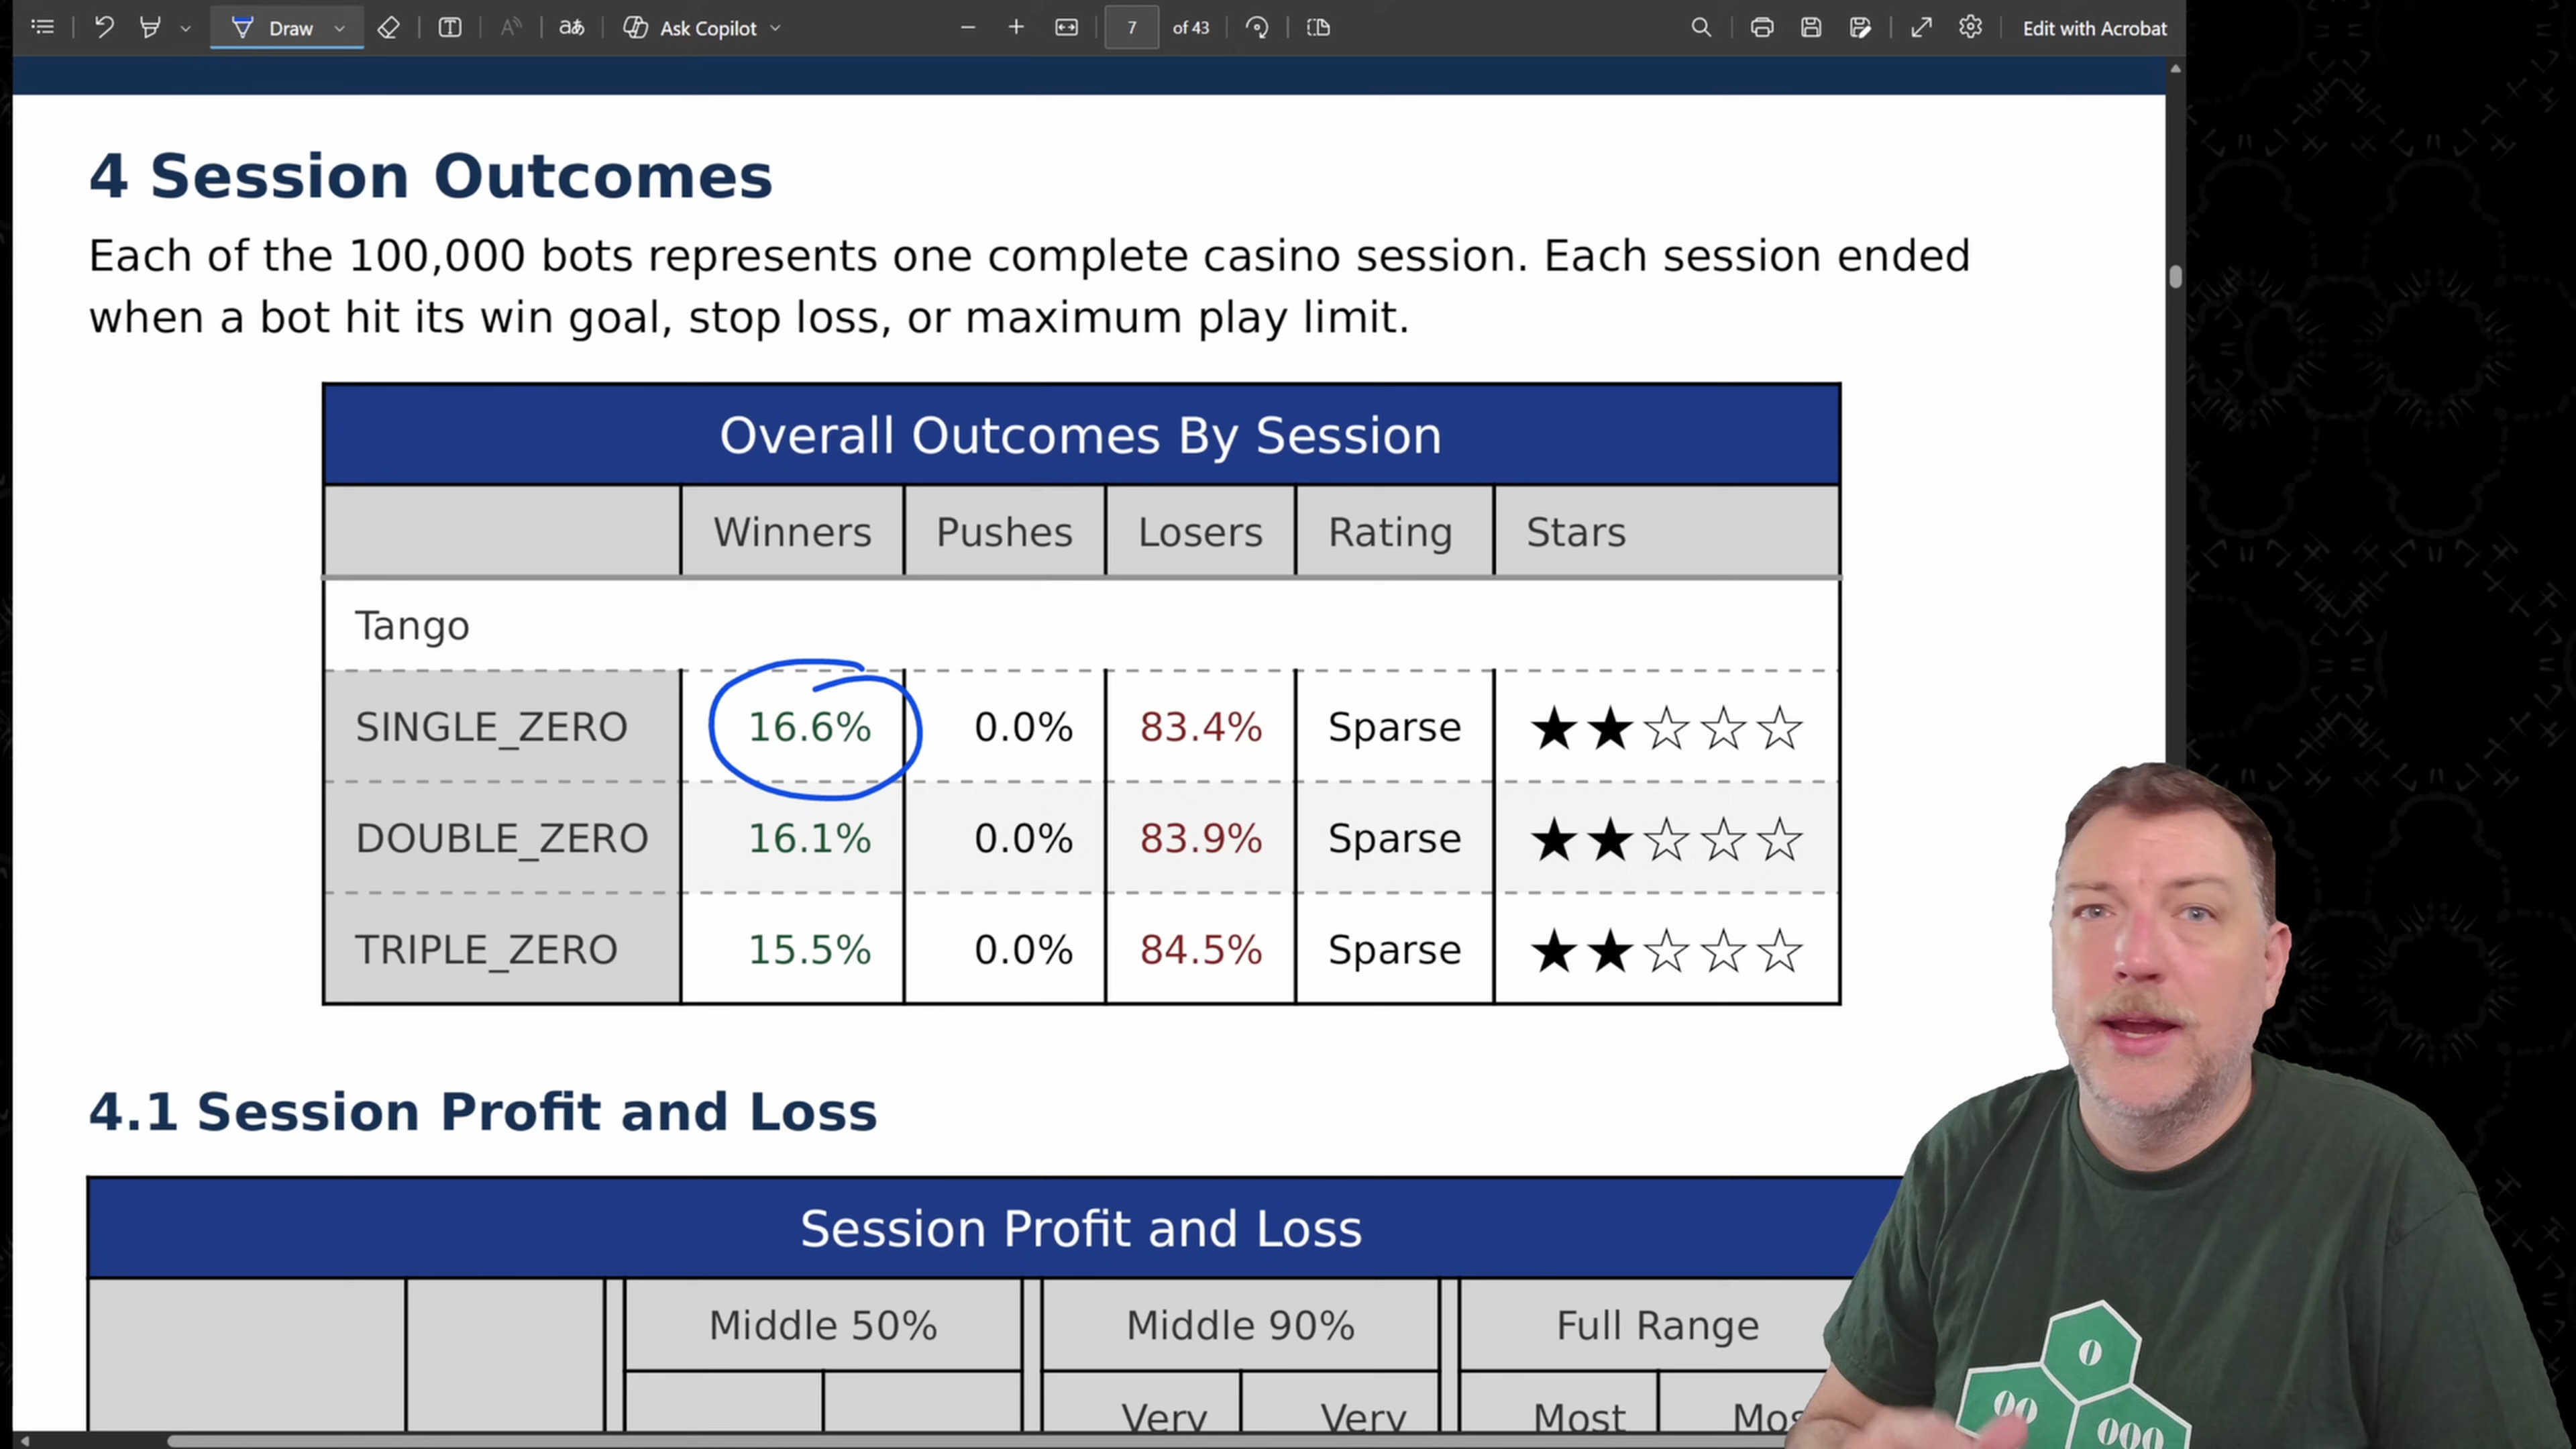 Draw
Ask Copilot
7 of 43
Edit with Acrobat
4 Session Outcomes
Each of the 100,000 bots represents one complete casino session. Each session ended
when a bot hit its win goal, stop loss, or maximum play limit.
Overall Outcomes By Session
Winners Pushes Losers Rating Stars
Tango
SINGLE_ZERO 16.6% 0.0% 83.4% Sparse ★★☆☆☆
DOUBLE_ZERO 16.1% 0.0% 83.9% Sparse ★★☆☆☆
TRIPLE_ZERO 15.5% 0.0% 84.5% Sparse ★★☆☆☆
4.1 Session Profit and Loss
Session Profit and Loss
Middle 50% Middle 90% Full Range
Very Very Most
0
00
000